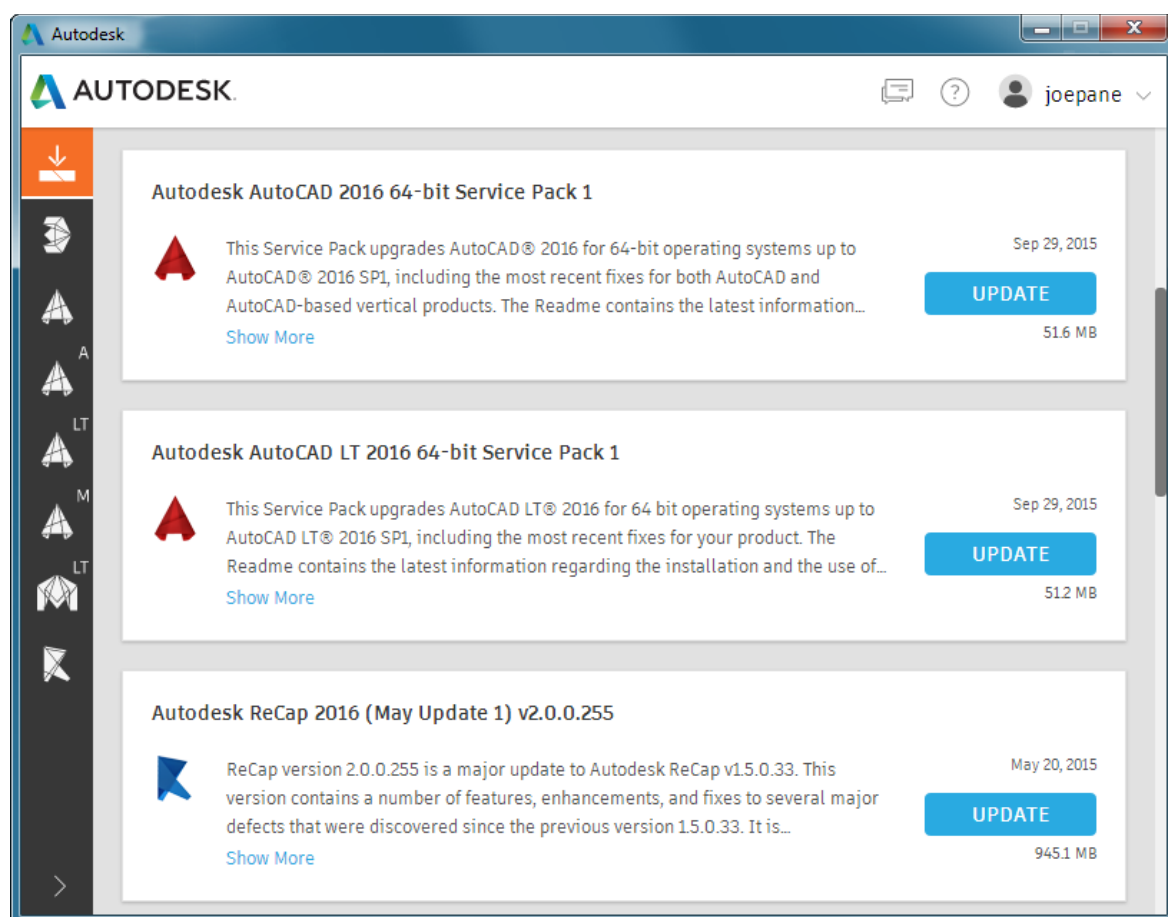 Autodesk
AUTODESK.
?
joepane
A
LT
M
LT
Autodesk AutoCAD 2016 64-bit Service Pack 1
This Service Pack upgrades AutoCAD® 2016 for 64-bit operating systems up to
AutoCAD® 2016 SP1, including the most recent fixes for both AutoCAD and
AutoCAD-based vertical products. The Readme contains the latest information...
Show More
Sep 29, 2015
UPDATE
51.6 MB
Autodesk AutoCAD LT 2016 64-bit Service Pack 1
This Service Pack upgrades AutoCAD LT® 2016 for 64 bit operating systems up to
AutoCAD LT® 2016 SP1, including the most recent fixes for your product. The
Readme contains the latest information regarding the installation and the use of...
Show More
Sep 29, 2015
UPDATE
51.2 MB
Autodesk ReCap 2016 (May Update 1) v2.0.0.255
ReCap version 2.0.0.255 is a major update to Autodesk ReCap v1.5.0.33. This
version contains a number of features, enhancements, and fixes to several major
defects that were discovered since the previous version 1.5.0.33. It is...
Show More
May 20, 2015
UPDATE
945.1 MB